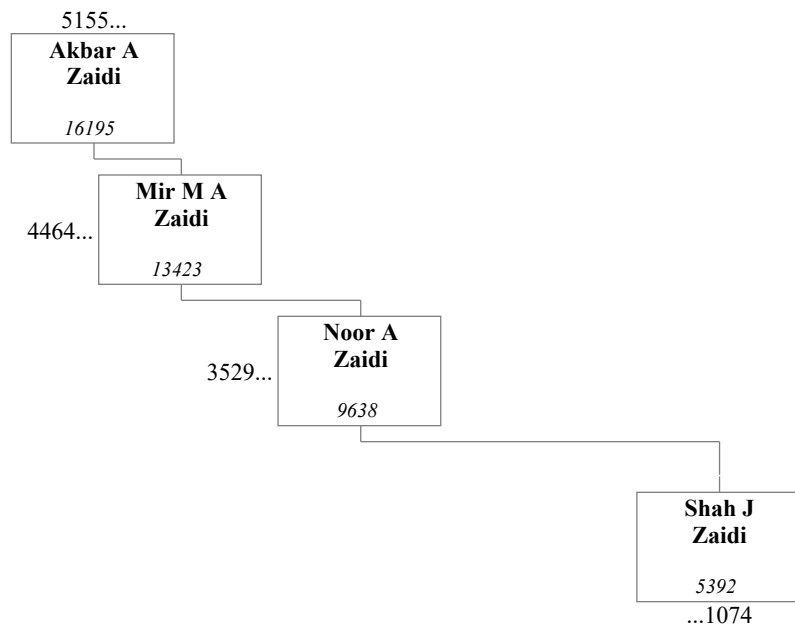 5155...
Akbar A
Zaidi
16195
Mir M A
Zaidi
4464...
13423
Noor A
Zaidi
3529...
9638
Shah J
Zaidi
5392
...1074